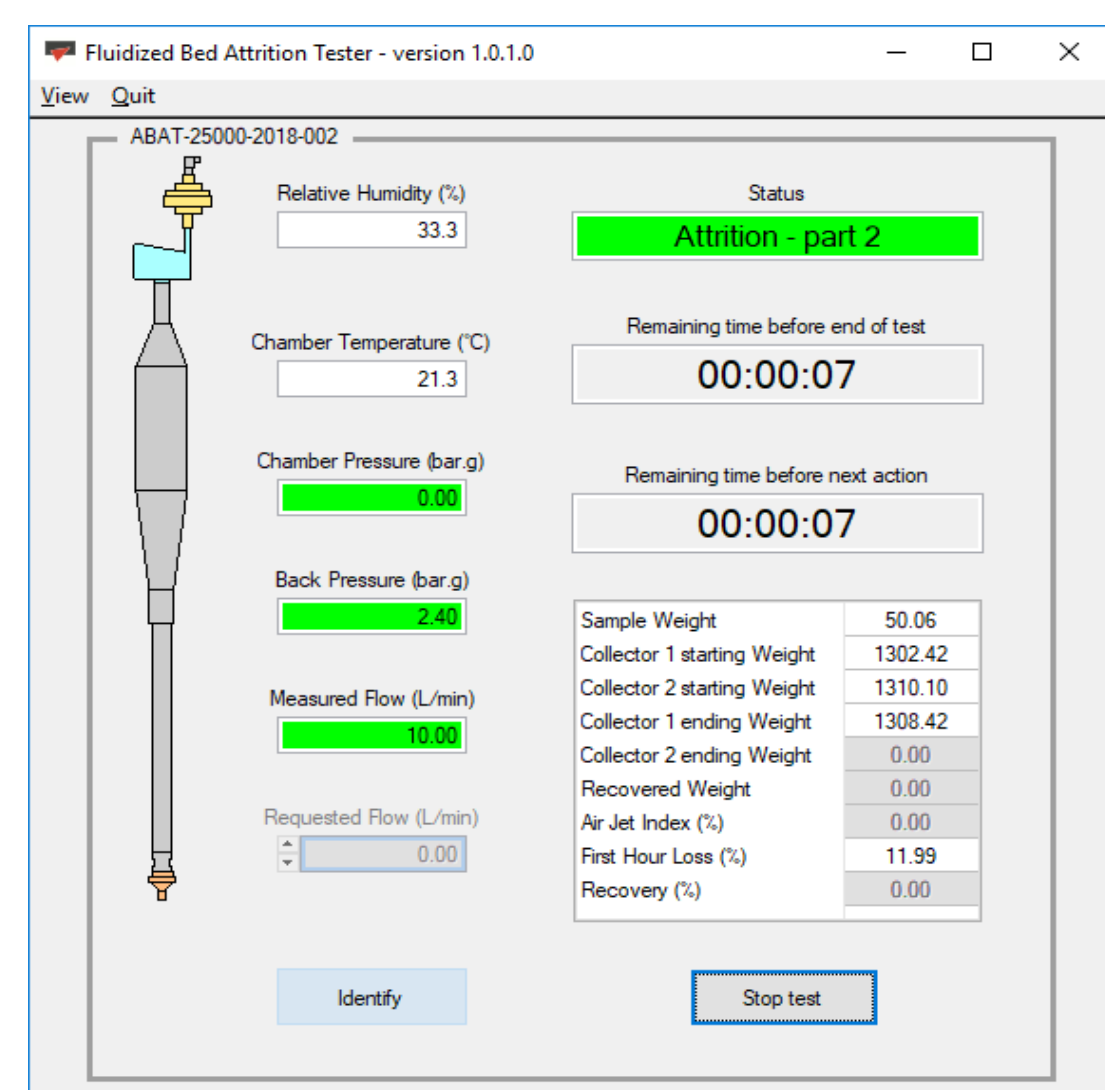 Fluidized Bed Attrition Tester - version 1.0.1.0
View Quit
ABAT-25000-2018-002
Relative Humidity (%)
33.3
Chamber Temperature (°C)
21.3
Chamber Pressure (bar.g)
0.00
Back Pressure (bar.g)
2.40
Measured Flow (L/min)
10.00
Requested Flow (L/min)
0.00
Identify
Status
Attrition - part 2
Remaining time before end of test
00:00:07
Remaining time before next action
00:00:07
Sample Weight 50.06
Collector 1 starting Weight 1302.42
Collector 2 starting Weight 1310.10
Collector 1 ending Weight 1308.42
Collector 2 ending Weight 0.00
Recovered Weight 0.00
Air Jet Index (%) 0.00
First Hour Loss (%) 11.99
Recovery (%) 0.00
Stop test